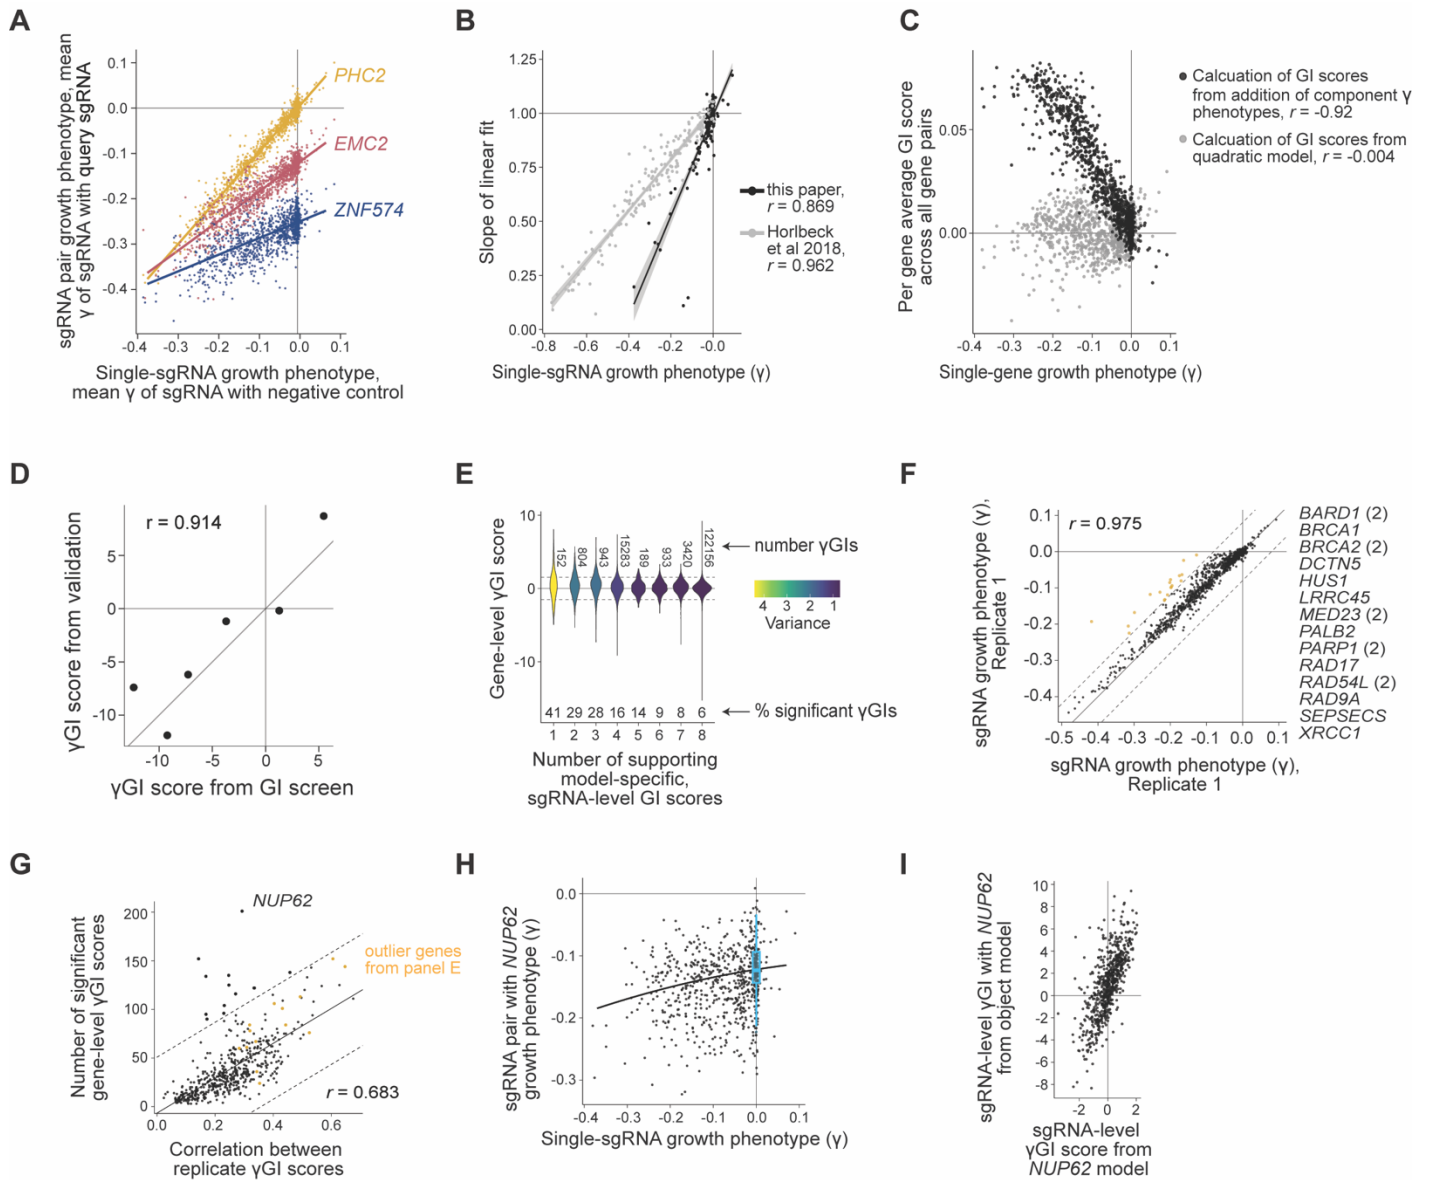 A
sgRNA pair growth phenotype, mean
γ of sgRNA with query sgRNA
0.1
0.0
-0.1
-0.2
-0.3
-0.4
PHC2
EMC2
ZNF574
-0.4
-0.3
-0.2
-0.1
0.0
0.1
Single-sgRNA growth phenotype,
mean γ of sgRNA with negative control
B
Slope of linear fit
1.25
1.00
0.75
0.50
0.25
0.00
this paper,
r = 0.869
Horlbeck
et al 2018,
r = 0.962
-0.8
-0.6
-0.4
-0.2
-0.0
Single-sgRNA growth phenotype (γ)
C
Per gene average GI score
across all gene pairs
0.05
0.00
Calcuation of GI scores
from addition of component γ
phenotypes, r = -0.92
Calcuation of GI scores from
quadratic model, r = -0.004
-0.4
-0.3
-0.2
-0.1
0.0
0.1
Single-gene growth phenotype (γ)
D
γGI score from validation
r = 0.914
5
0
-5
-10
-10
-5
0
5
γGI score from GI screen
E
Gene-level γGI score
10
0
-10
152
804
943
15283
189
933
3420
122156
number γGIs
4
3
2
1
Variance
41 29 28 16 14 9 8 6
% significant γGIs
1 2 3 4 5 6 7 8
Number of supporting
model-specific,
sgRNA-level GI scores
F
sgRNA growth phenotype (γ),
Replicate 1
r = 0.975
0.1
0.0
-0.1
-0.2
-0.3
-0.4
-0.5 -0.4 -0.3 -0.2 -0.1 0.0 0.1
sgRNA growth phenotype (γ),
Replicate 1
BARD1 (2)
BRCA1
BRCA2 (2)
DCTN5
HUS1
LRRC45
MED23 (2)
PALB2
PARP1 (2)
RAD17
RAD54L (2)
RAD9A
SEPSECS
XRCC1
G
Number of significant
gene-level γGI scores
200
150
100
50
0
NUP62
outlier genes
from panel E
r = 0.683
0.0
0.2
0.4
0.6
Correlation between
replicate γGI scores
H
sgRNA pair with NUP62
growth phenotype (γ)
0.0
-0.1
-0.2
-0.3
-0.4
-0.3
-0.2
-0.1
0.0
0.1
Single-sgRNA growth phenotype (γ)
I
sgRNA-level γGI with NUP62
from object model
10
8
6
4
2
0
-2
-4
-6
-8
-2 0 2
sgRNA-level
γGI score from
NUP62 model